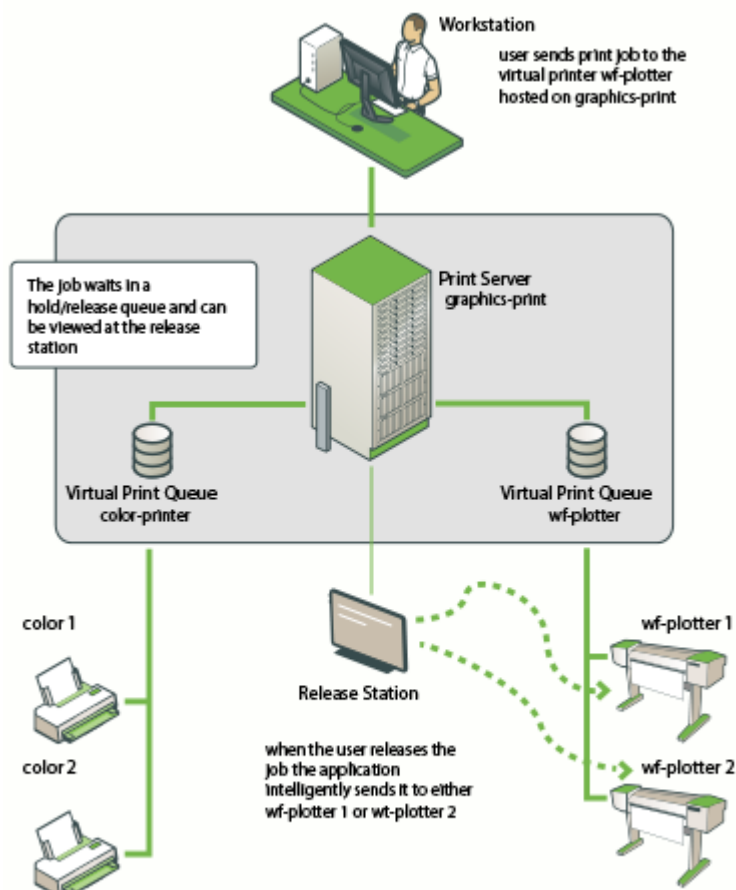 Workstation
user sends print job to the
virtual printer wf-plotter
hosted on graphics-print
The job waits in a
hold/release queue and can
be viewed at the release
station
Print Server
graphics-print
Virtual Print Queue
color-printer
Virtual Print Queue
wf-plotter
color 1
Release Station
wf-plotter 1
color 2
when the user releases the
job the application
intelligently sends it to either
wf-plotter 1 or wt-plotter 2
wf-plotter 2